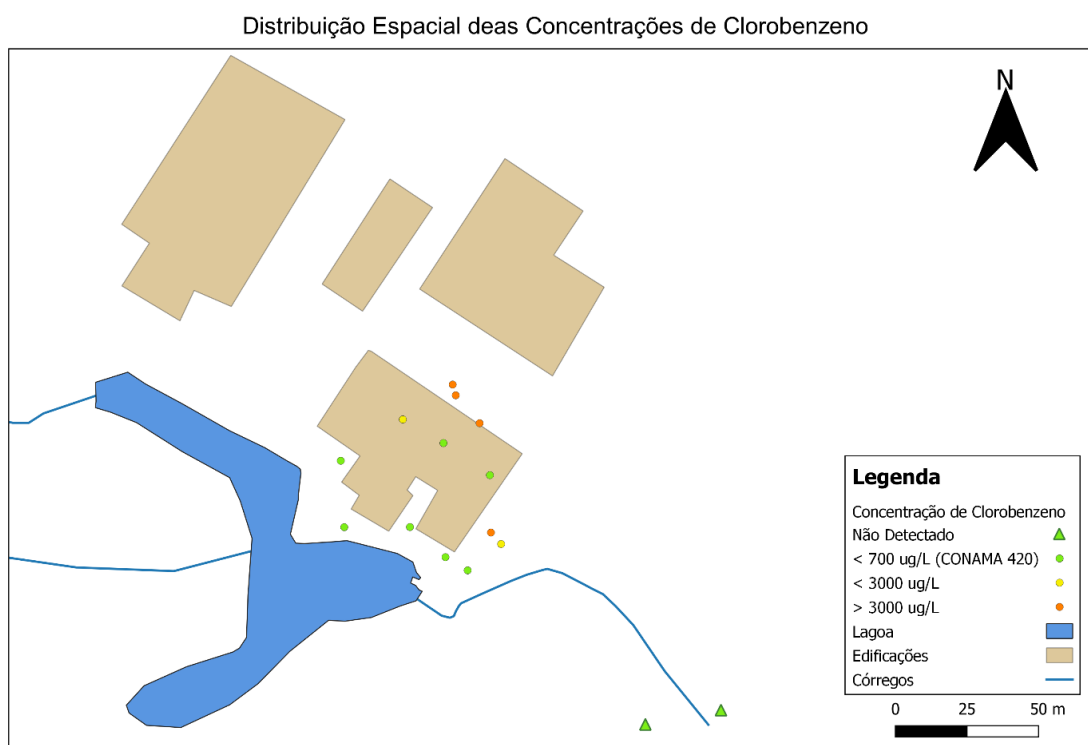 Distribuição Espacial deas Concentrações de Clorobenzeno
N
Legenda
Concentração de Clorobenzeno
Não Detectado
< 700 ug/L (CONAMA 420)
< 3000 ug/L
> 3000 ug/L
Lagoa
Edificações
Córregos
0 25 50 m